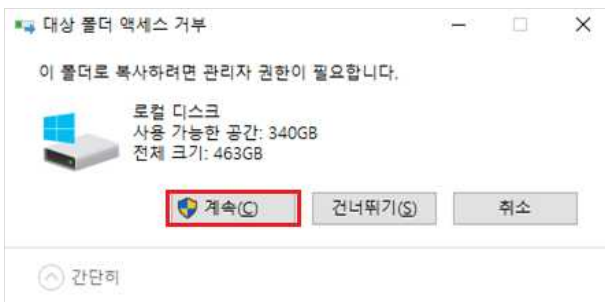 대상 폴더 액세스 거부
이 폴더로 복사하려면 관리자 권한이 필요합니다.
로컬 디스크
사용 가능한 공간: 340GB
전체 크기: 463GB
계속(C) 건너뛰기(S) 취소
간단히